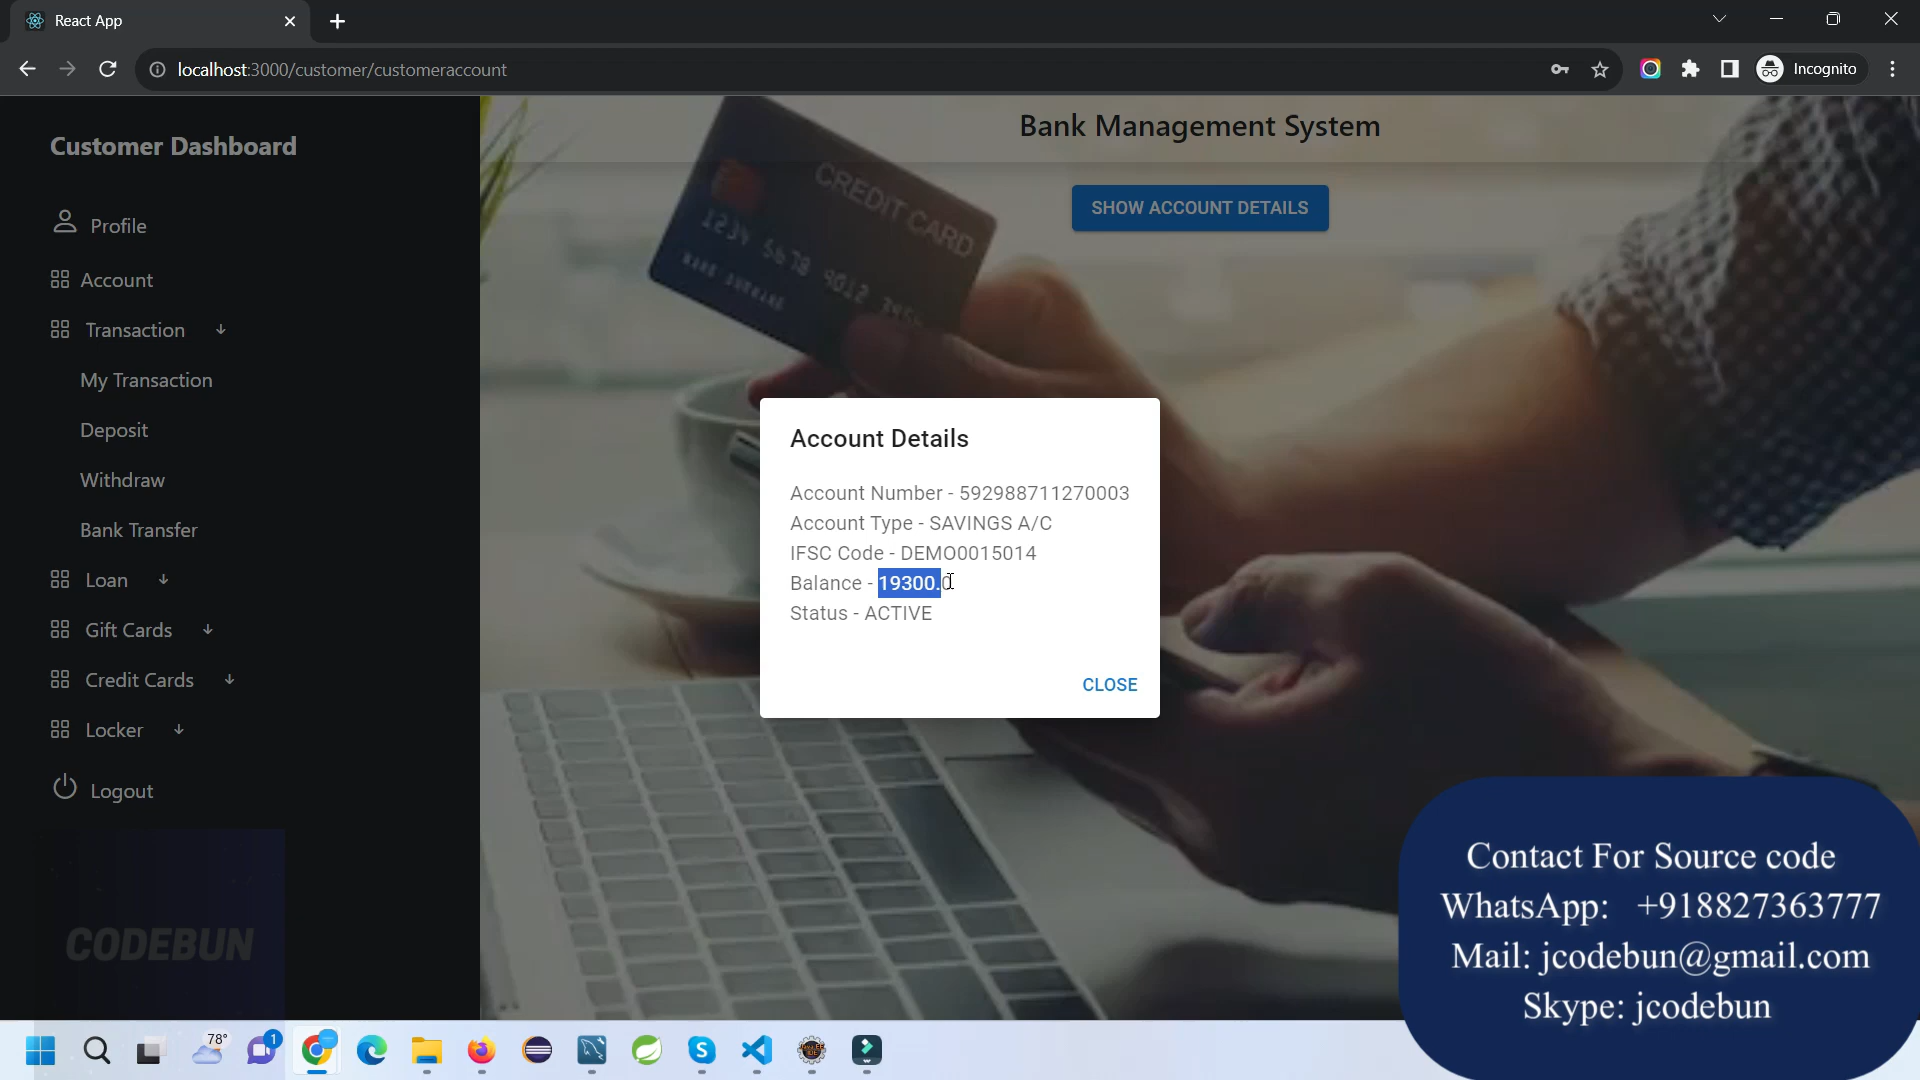 React App
localhost:3000/customer/customeraccount
Incognito
Customer Dashboard
Bank Management System
Profile
SHOW ACCOUNT DETAILS
Account
Transaction
My Transaction
Deposit
Withdraw
Bank Transfer
Loan
Gift Cards
Credit Cards
Locker
Logout
CREDIT CARD
1234 5678 9012
Account Details
Account Number - 592988711270003
Account Type - SAVINGS A/C
IFSC Code - DEMO0015014
Balance - 19300.0
Status - ACTIVE
CLOSE
CODEBUN
Contact For Source code
WhatsApp: +918827363777
Mail: jcodebun@gmail.com
Skype: jcodebun
78°
1